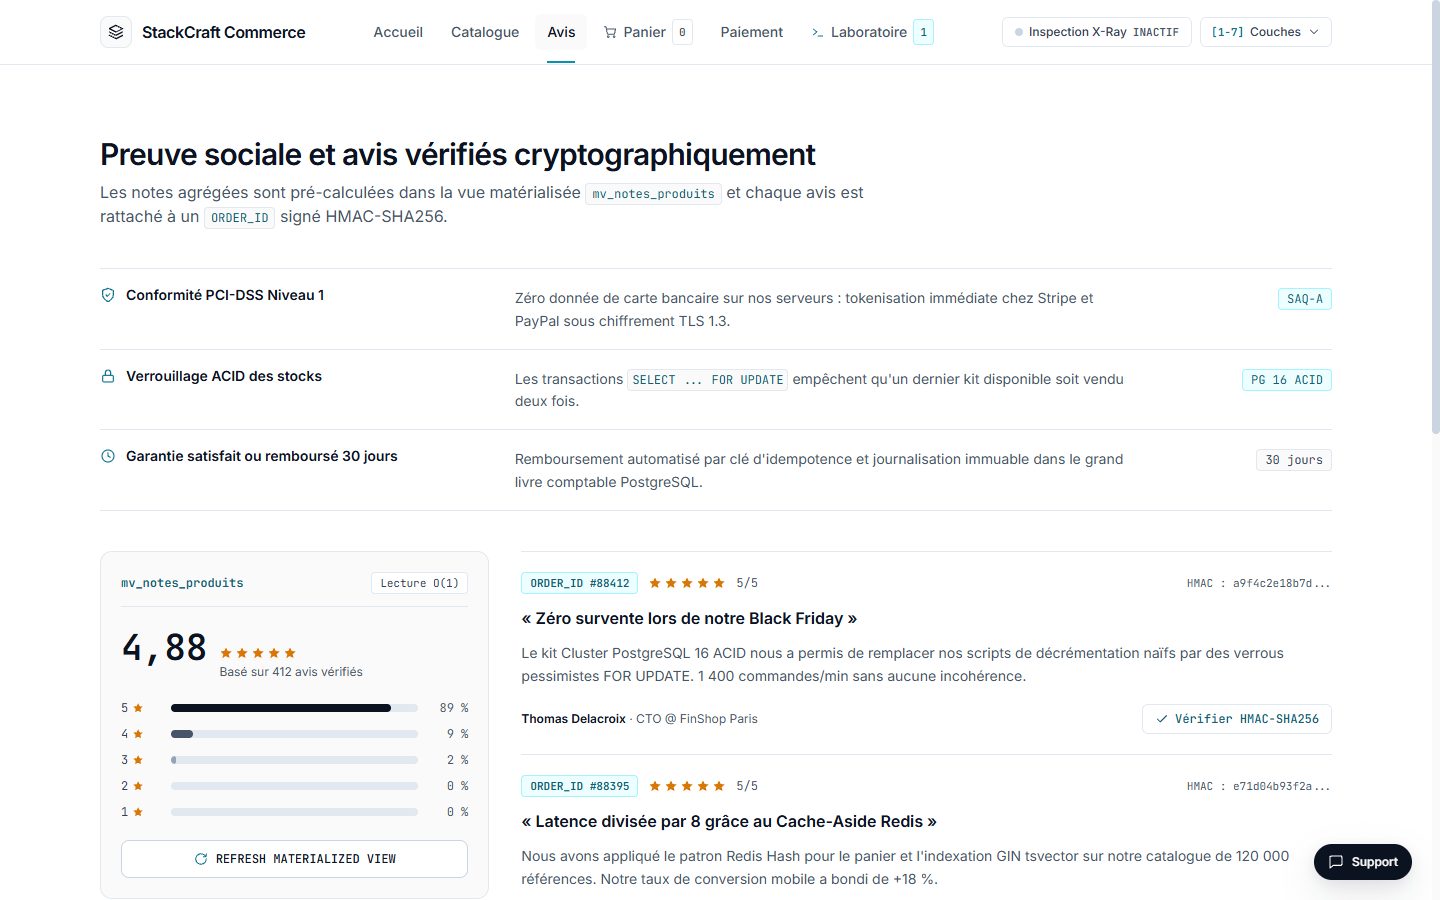 StackCraft Commerce
Accueil
Catalogue
Avis
Panier 0
Paiement
Laboratoire 1
Inspection X-Ray INACTIF
[1-7] Couches
Preuve sociale et avis vérifiés cryptographiquement
Les notes agrégées sont pré-calculées dans la vue matérialisée mv_notes_produits et chaque avis est
rattaché à un ORDER_ID signé HMAC-SHA256.
Conformité PCI-DSS Niveau 1
Zéro donnée de carte bancaire sur nos serveurs : tokenisation immédiate chez Stripe et
PayPal sous chiffrement TLS 1.3.
SAQ-A
Verrouillage ACID des stocks
Les transactions SELECT ... FOR UPDATE empêchent qu'un dernier kit disponible soit vendu
deux fois.
PG 16 ACID
Garantie satisfait ou remboursé 30 jours
Remboursement automatisé par clé d'idempotence et journalisation immuable dans le grand
livre comptable PostgreSQL.
30 jours
mv_notes_produits
Lecture O(1)
4,88
Basé sur 412 avis vérifiés
5 89 %
4 9 %
3 2 %
2 0 %
1 0 %
REFRESH MATERIALIZED VIEW
ORDER_ID #88412 5/5
HMAC : a9f4c2e18b7d...
« Zéro survente lors de notre Black Friday »
Le kit Cluster PostgreSQL 16 ACID nous a permis de remplacer nos scripts de décrémentation naïfs par des verrous
pessimistes FOR UPDATE. 1 400 commandes/min sans aucune incohérence.
Thomas Delacroix · CTO @ FinShop Paris
Vérifier HMAC-SHA256
ORDER_ID #88395 5/5
HMAC : e71d04b93f2a...
« Latence divisée par 8 grâce au Cache-Aside Redis »
Nous avons appliqué le patron Redis Hash pour le panier et l'indexation GIN tsvector sur notre catalogue de 120 000
références. Notre taux de conversion mobile a bondi de +18 %.
Support